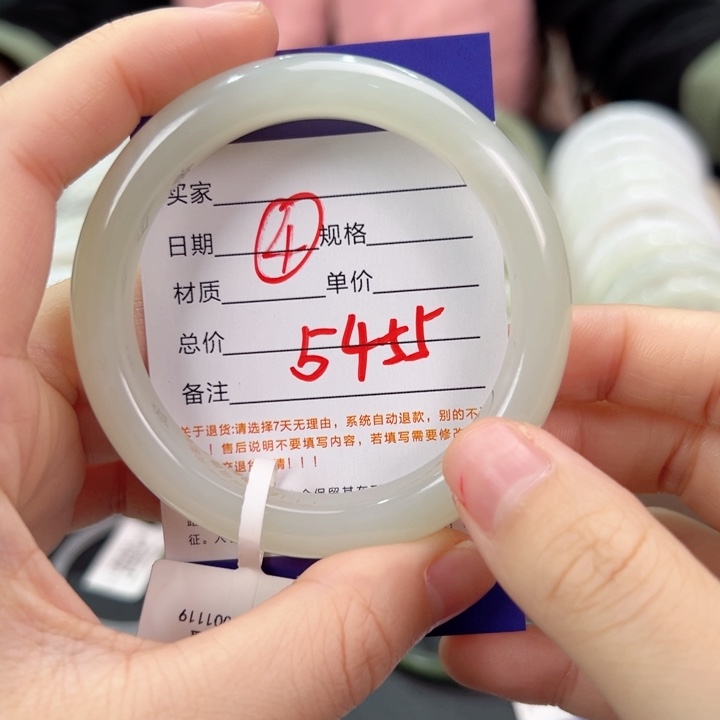 买家
日期 4 规格
材质 单价
总价 5455
备注
关于退货:请选择7天无理由，系统自动退款，别的不
！售后说明不要填写内容，若填写需要修
！！！